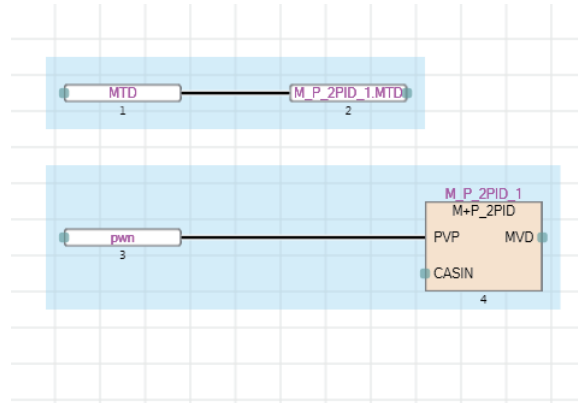 MTD M_P_2PID_1.MTD
1 2
M_P_2PID_1
M+P_2PID
pwn PVP MVD
3
CASIN
4